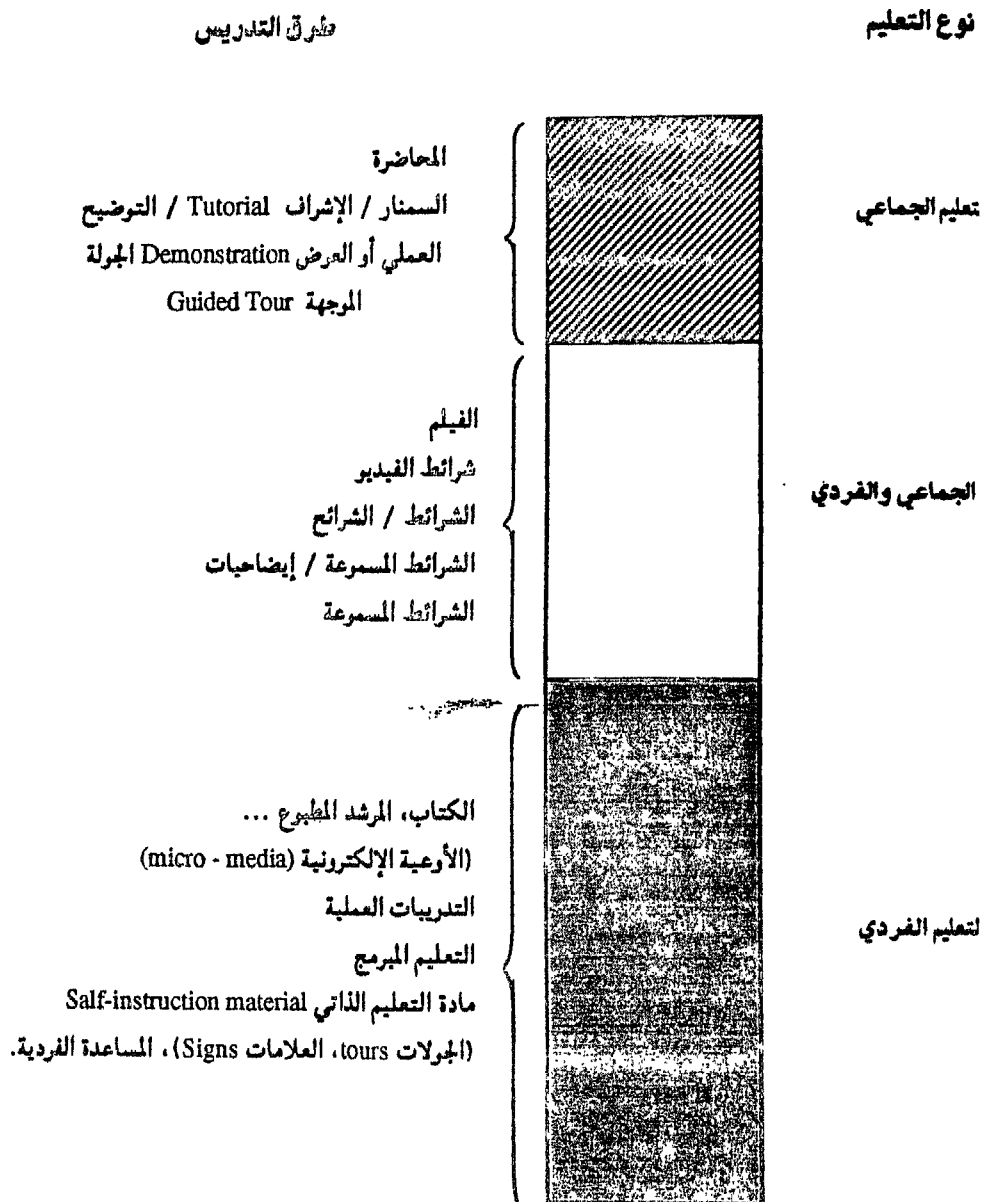 نوع التعليم
طرق التدريس
تعليم الجماعي
المحاضرة
السمنار / الإشراف Tutorial / التوضيح
العملي أو العرض Demonstration الجولة
الموجهة Guided Tour
الجماعي والفردي
الفيلم
شرائط الفيديو
الشرائط / الشرائح
الشرائط المسموعة / إيضاحيات
الشرائط المسموعة
لتعليم الفردي
الكتاب، المرشد المطبوع ...
(الأوعية الإلكترونية (micro - media)
التدريبات العملية
التعليم المبرمج
مادة التعليم الذاتي Salf-instruction material
(الجولات tours، العلامات Signs)، المساعدة الفردية.